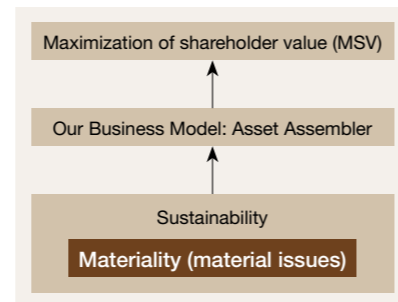 Maximization of shareholder value (MSV)
Our Business Model: Asset Assembler
Sustainability
Materiality (material issues)